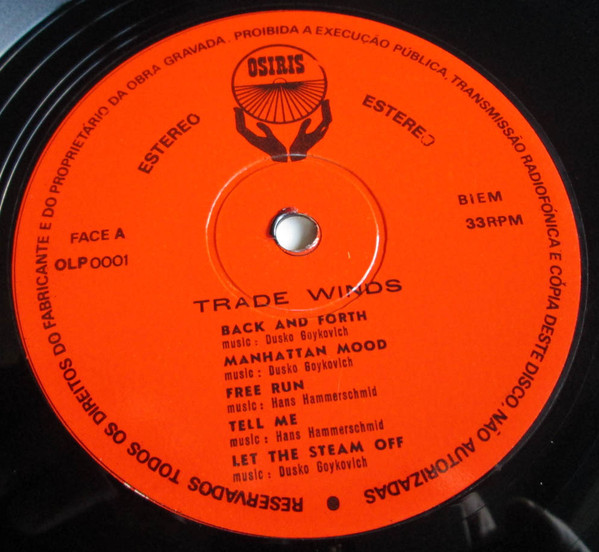 RESERVADOS TODOS OS DIREITOS DO FABRICANTE E DO PROPRIETÁRIO DA OBRA GRAVADA. PROIBIDA A EXECUÇÃO PÚBLICA, TRANSMISSÃO RADIOFÓNICA E CÓPIA DESTE DISCO, NÃO AUTORIZADAS
OSIRIS
ESTEREO
ESTEREO
FACE A
OLP 0001
BIEM
33RPM
TRADE WINDS
BACK AND FORTH
music: Dusko Goykovich
MANHATTAN MOOD
music: Dusko Goykovich
FREE RUN
music: Hans Hammerschmid
TELL ME
music: Hans Hammerschmid
LET THE STEAM OFF
music: Dusko Goykovich